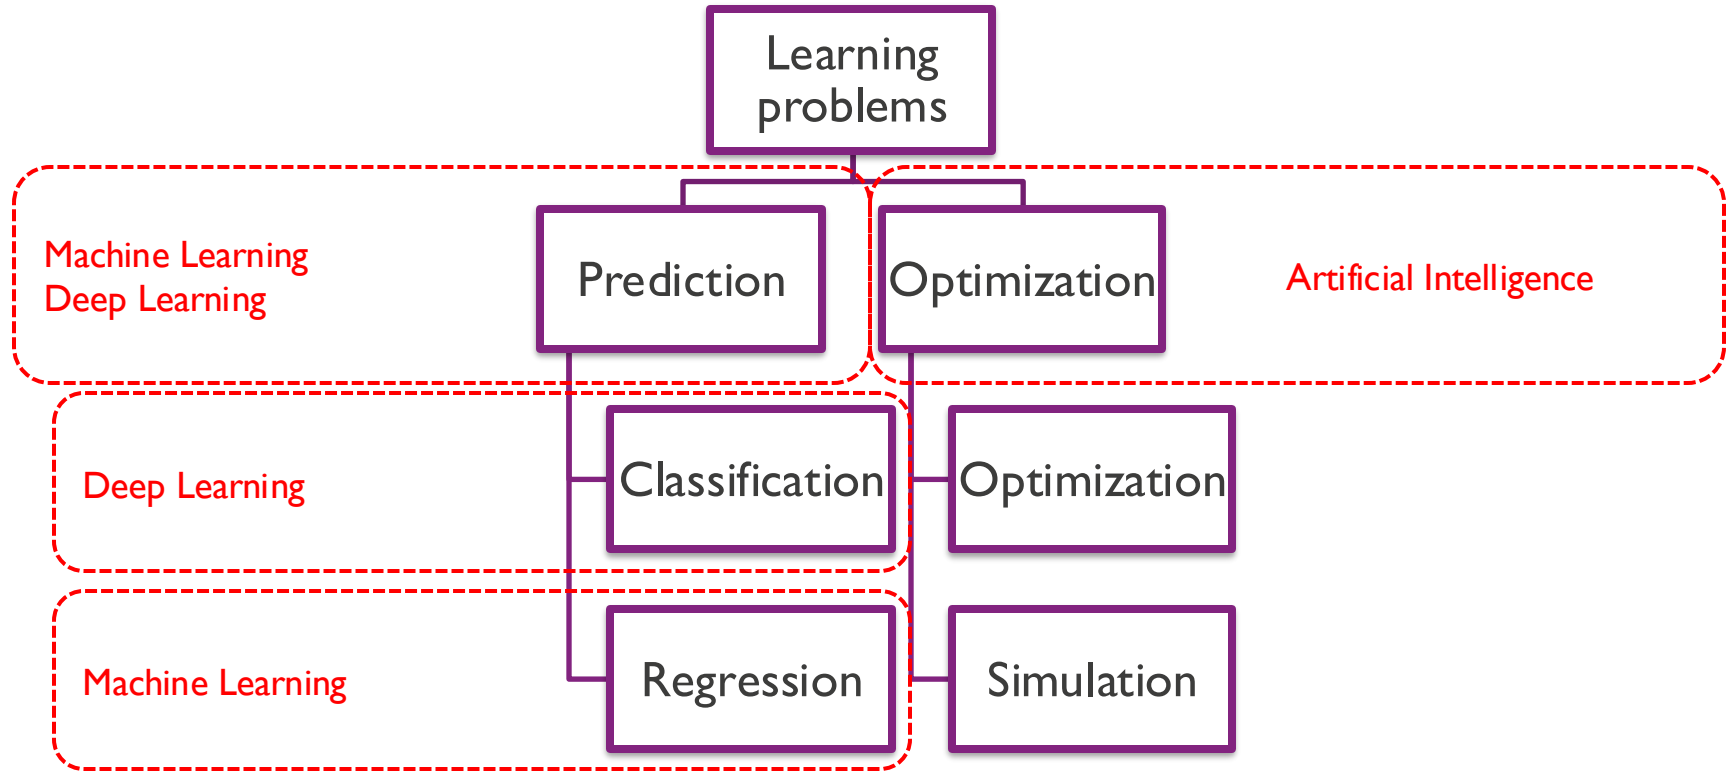 Learning
problems
Machine Learning
Deep Learning
Prediction
Optimization
Artificial Intelligence
Deep Learning
Classification
Optimization
Machine Learning
Regression
Simulation